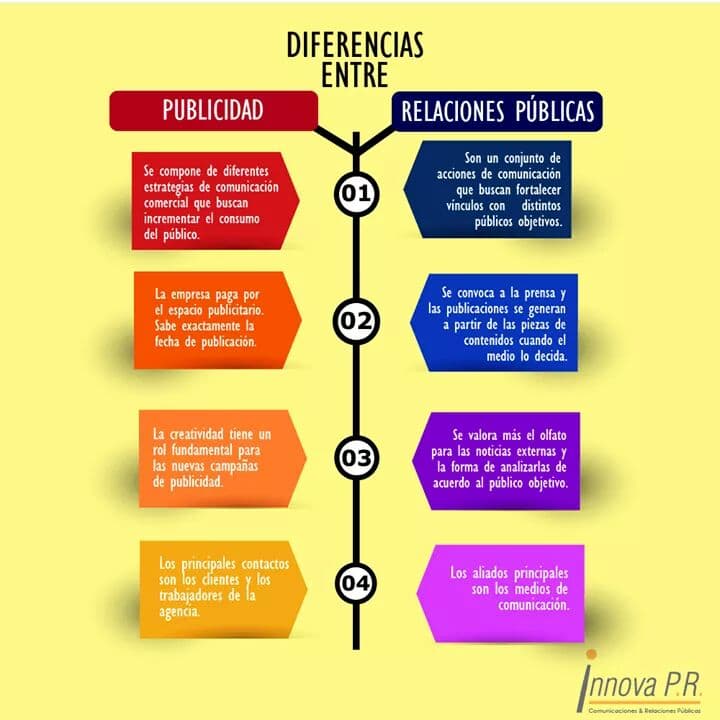 DIFERENCIAS
ENTRE
PUBLICIDAD
RELACIONES PÚBLICAS
01
Se compone de diferentes
estrategias de comunicación
comercial que buscan
incrementar el consumo
del público.
Son un conjunto de
acciones de comunicación
que buscan fortalecer
vínculos con distintos
públicos objetivos.
02
La empresa paga por
el espacio publicitario.
Sabe exactamente la
fecha de publicación.
Se convoca a la prensa y
las publicaciones se generan
a partir de las piezas de
contenidos cuando el
medio lo decida.
03
La creatividad tiene un
rol fundamental para
las nuevas campañas
de publicidad.
Se valora más el olfato
para las noticias externas y
la forma de analizarlas de
acuerdo al público objetivo.
04
Los principales contactos
son los clientes y los
trabajadores de la
agencia.
Los aliados principales
son los medios de
comunicación.
innova P.R.
Comunicaciones & Relaciones Públicas